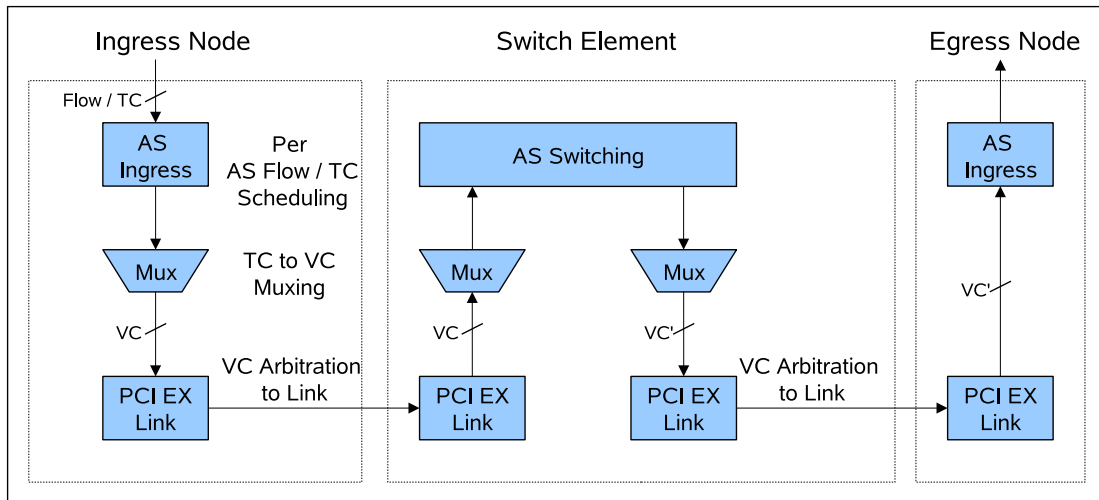 Ingress Node
Switch Element
Egress Node
Flow / TC
AS
Ingress
Per
AS Flow / TC
Scheduling
Mux
TC to VC
Muxing
VC
PCI EX
Link
VC Arbitration
to Link
AS Switching
Mux
Mux
VC
VC'
PCI EX
Link
PCI EX
Link
VC Arbitration
to Link
AS
Ingress
VC'
PCI EX
Link